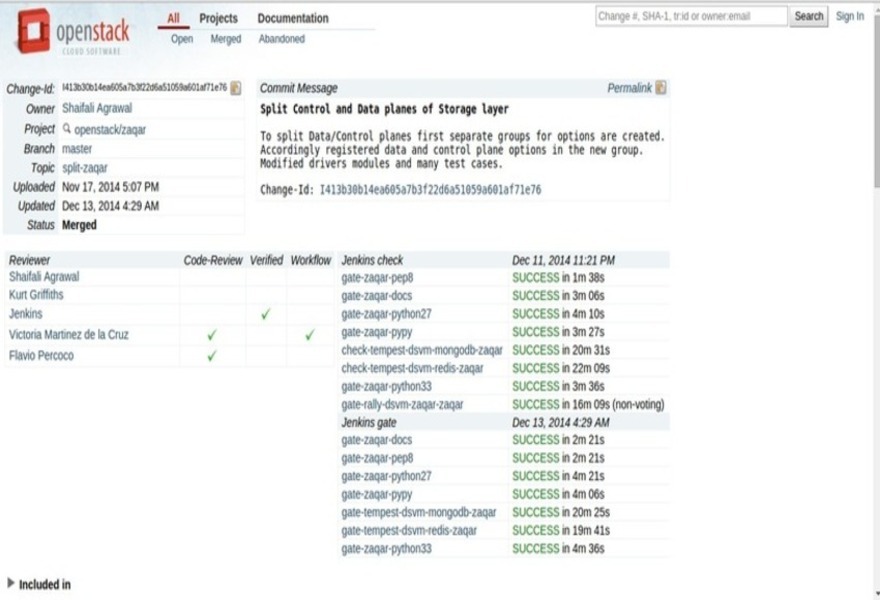 openstack
CLOUD SOFTWARE
All Projects Documentation
Open Merged Abandoned
Change #, SHA-1, tr:id or owner:email Search Sign In
Change-Id: I413b30b14ea605a7b3f22d6a51059a601af71e76
Owner Shaifali Agrawal
Project openstack/zaqar
Branch master
Topic split-zaqar
Uploaded Nov 17, 2014 5:07 PM
Updated Dec 13, 2014 4:29 AM
Status Merged
Commit Message Permalink
Split Control and Data planes of Storage layer
To split Data/Control planes first separate groups for options are created.
Accordingly registered data and control plane options in the new group.
Modified drivers modules and many test cases.
Change-Id: I413b30b14ea605a7b3f22d6a51059a601af71e76
Reviewer Code-Review Verified Workflow
Shaifali Agrawal
Kurt Griffiths
Jenkins ✓
Victoria Martinez de la Cruz ✓ ✓
Flavio Percoco ✓
Jenkins check Dec 11, 2014 11:21 PM
gate-zaqar-pep8 SUCCESS in 1m 38s
gate-zaqar-docs SUCCESS in 3m 06s
gate-zaqar-python27 SUCCESS in 4m 10s
gate-zaqar-pypy SUCCESS in 3m 27s
check-tempest-dsvm-mongodb-zaqar SUCCESS in 20m 31s
check-tempest-dsvm-redis-zaqar SUCCESS in 22m 09s
gate-zaqar-python33 SUCCESS in 3m 36s
gate-rally-dsvm-zaqar-zaqar SUCCESS in 16m 09s (non-voting)
Jenkins gate Dec 13, 2014 4:29 AM
gate-zaqar-docs SUCCESS in 2m 21s
gate-zaqar-pep8 SUCCESS in 2m 21s
gate-zaqar-python27 SUCCESS in 4m 21s
gate-zaqar-pypy SUCCESS in 4m 06s
gate-tempest-dsvm-mongodb-zaqar SUCCESS in 20m 25s
gate-tempest-dsvm-redis-zaqar SUCCESS in 19m 41s
gate-zaqar-python33 SUCCESS in 4m 36s
Included in